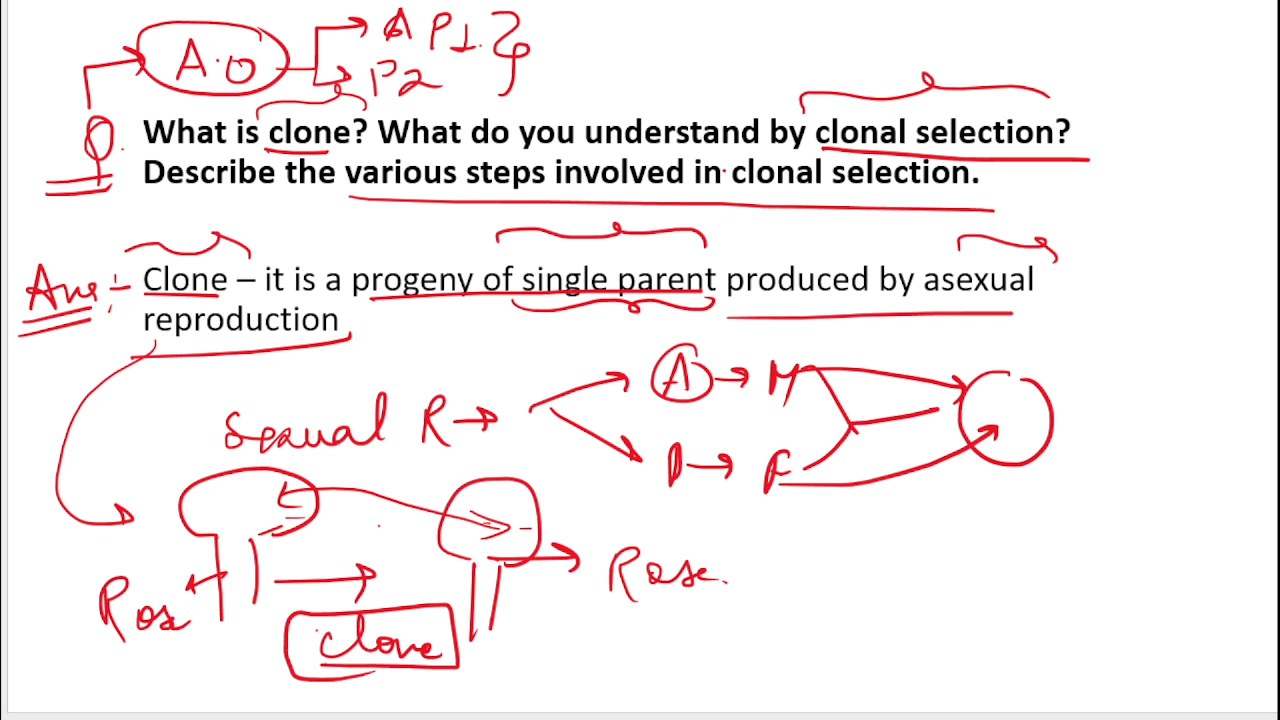 A.O
A P1.
P2
Q.
What is clone? What do you understand by clonal selection?
Describe the various steps involved in clonal selection.
Ans :- Clone – it is a progeny of single parent produced by asexual
reproduction
A → M
Sexual R →
F
Rose.
Ros
clone